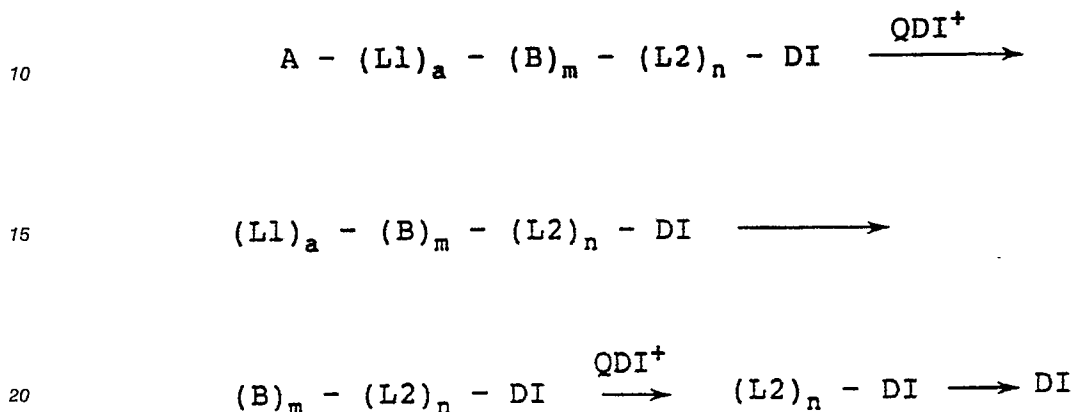 QDI⁺
10 A - (L1)ₐ - (B)ₘ - (L2)ₙ - DI ⟶
15 (L1)ₐ - (B)ₘ - (L2)ₙ - DI ⟶
QDI⁺
20 (B)ₘ - (L2)ₙ - DI ⟶ (L2)ₙ - DI ⟶ DI